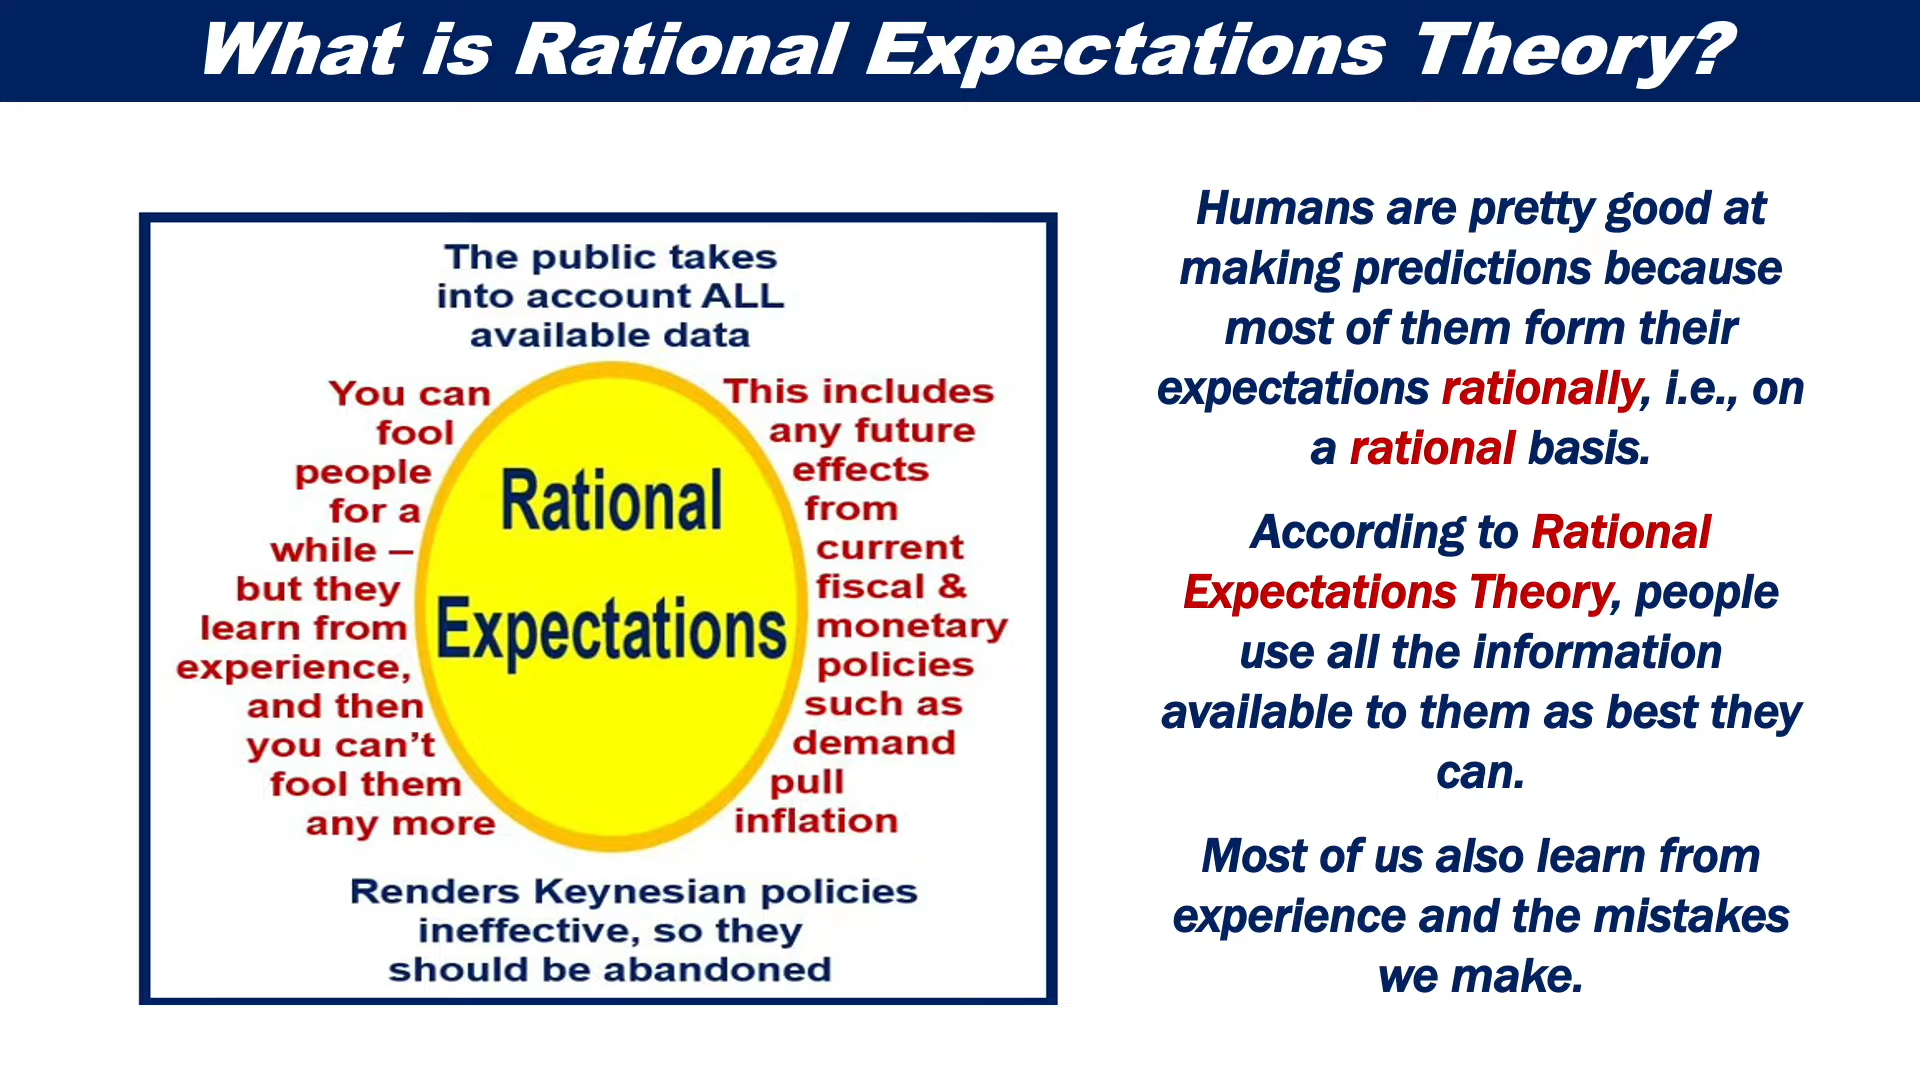 What is Rational Expectations Theory?
The public takes
into account ALL
available data
You can
fool
people
for a
while –
but they
learn from
experience,
and then
you can’t
fool them
any more
Rational
Expectations
This includes
any future
effects
from
current
fiscal &
monetary
policies
such as
demand
pull
inflation
Renders Keynesian policies
ineffective, so they
should be abandoned
Humans are pretty good at
making predictions because
most of them form their
expectations rationally, i.e., on
a rational basis.
According to Rational
Expectations Theory, people
use all the information
available to them as best they
can.
Most of us also learn from
experience and the mistakes
we make.